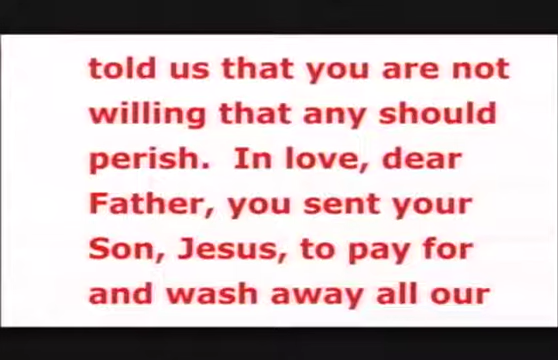 told us that you are not
willing that any should
perish.  In love, dear
Father, you sent your
Son, Jesus, to pay for
and wash away all our